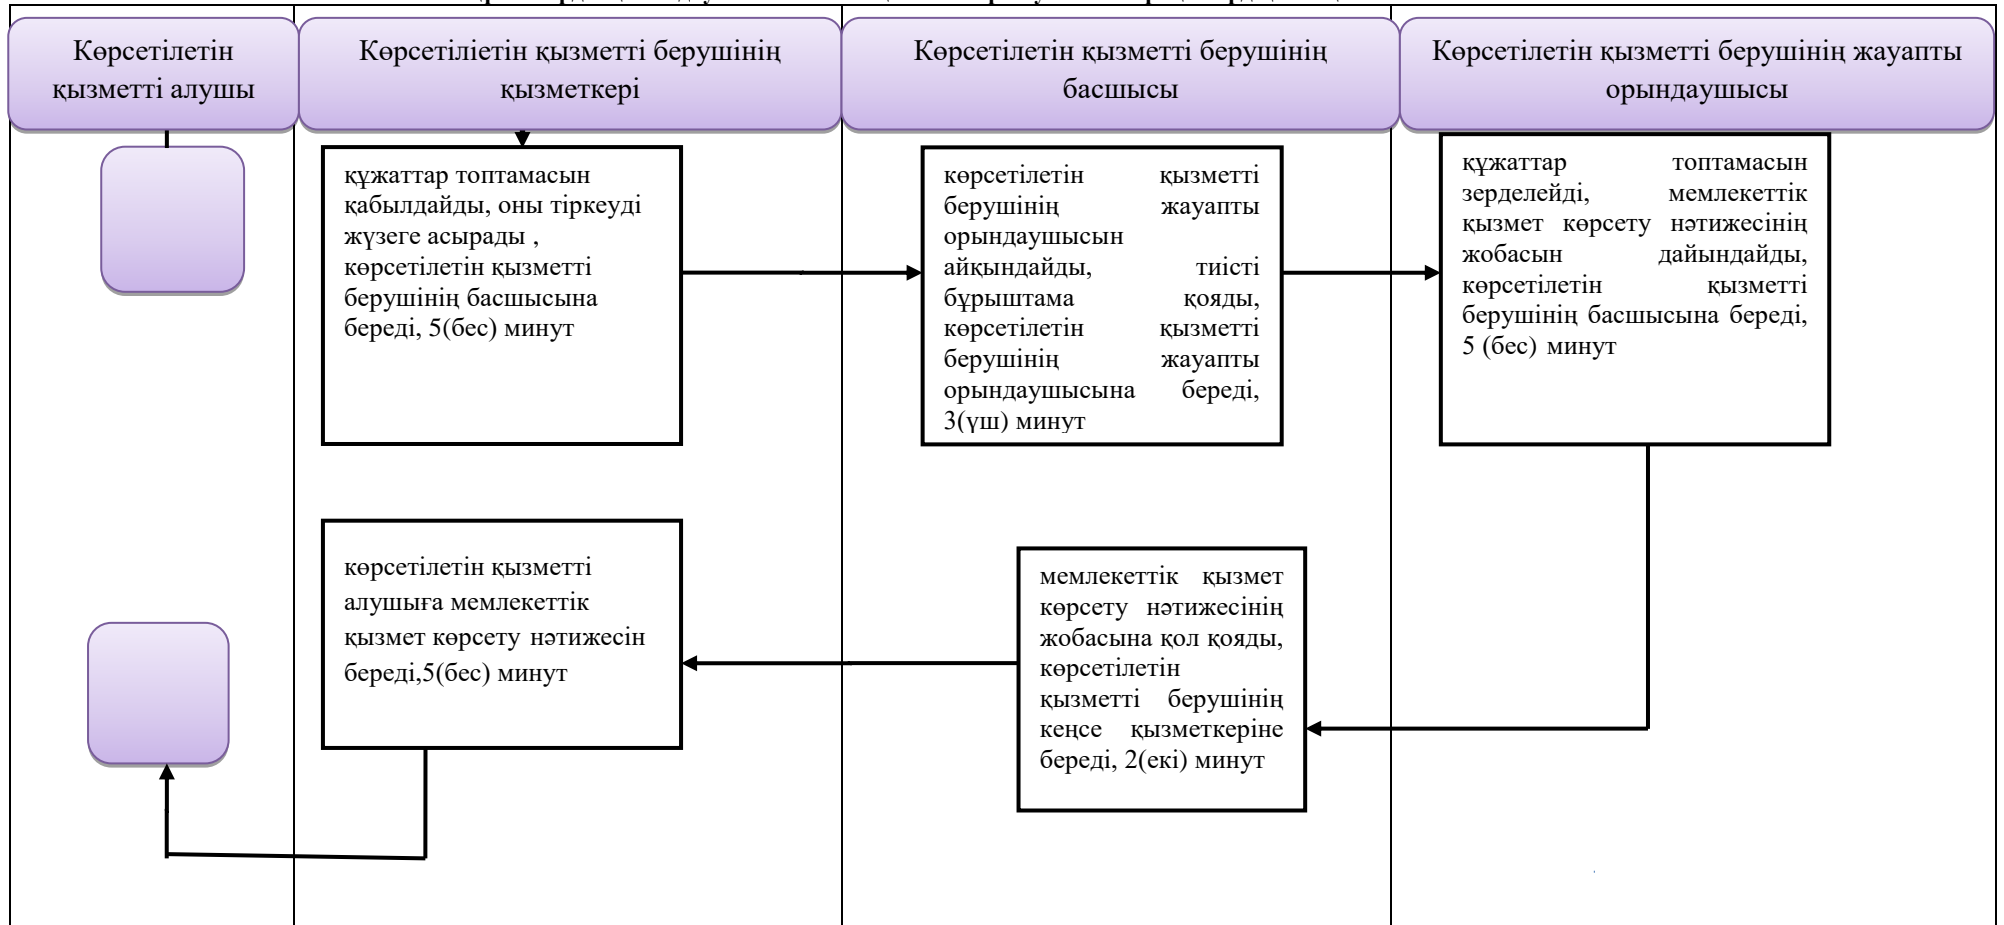 Көрсетілетін
қызметті алушы
Көрсетіліетін қызметті берушінің
қызметкері
Көрсетілетін қызметті берушінің
басшысы
Көрсетілетін қызметті берушінің жауапты
орындаушысы
құжаттар топтамасын
қабылдайды, оны тіркеуді
жүзеге асырады ,
көрсетілетін қызметті
берушінің басшысына
береді, 5(бес) минут
көрсетілетін қызметті
берушінің жауапты
орындаушысын
айқындайды, тиісті
бұрыштама қояды,
көрсетілетін қызметті
берушінің жауапты
орындаушысына береді,
3(үш) минут
құжаттар топтамасын
зерделейді, мемлекеттік
қызмет көрсету нәтижесінің
жобасын дайындайды,
көрсетілетін қызметті
берушінің басшысына береді,
5 (бес) минут
көрсетілетін қызметті
алушыға мемлекеттік
қызмет көрсету нәтижесін
береді,5(бес) минут
мемлекеттік қызмет
көрсету нәтижесінің
жобасына қол қояды,
көрсетілетін
қызметті берушінің
кеңсе қызметкеріне
береді, 2(екі) минут